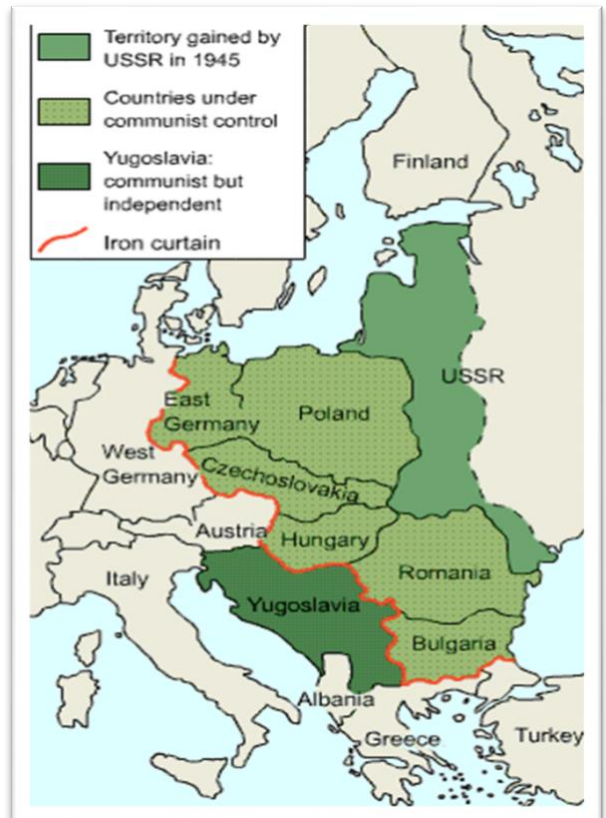 Territory gained by
USSR in 1945
Countries under
communist control
Yugoslavia:
communist but
independent
Iron curtain
Finland
USSR
East
Germany
Poland
West
Germany
Czechoslovakia
Austria
Hungary
Italy
Romania
Yugoslavia
Bulgaria
Albania
Greece
Turkey